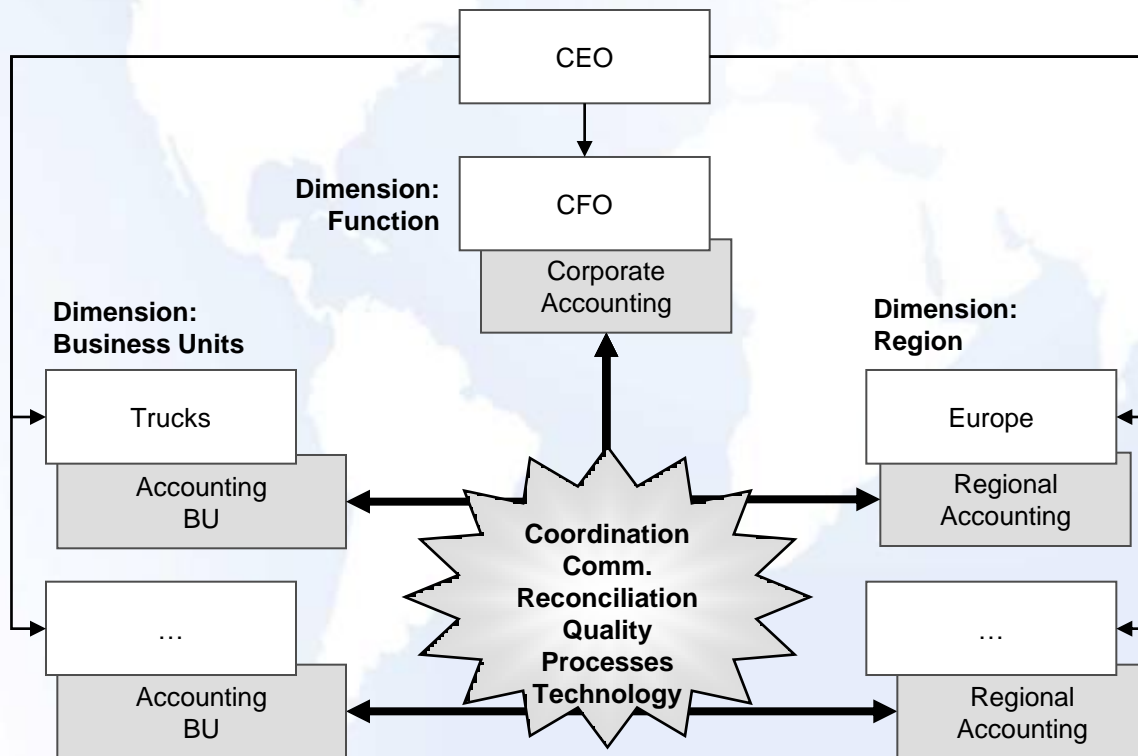 CEO
Dimension:
Function
CFO
Corporate
Accounting
Dimension:
Business Units
Dimension:
Region
Trucks
Europe
Accounting
BU
Regional
Accounting
Coordination
Comm.
Reconciliation
Quality
Processes
Technology
…
…
Accounting
BU
Regional
Accounting